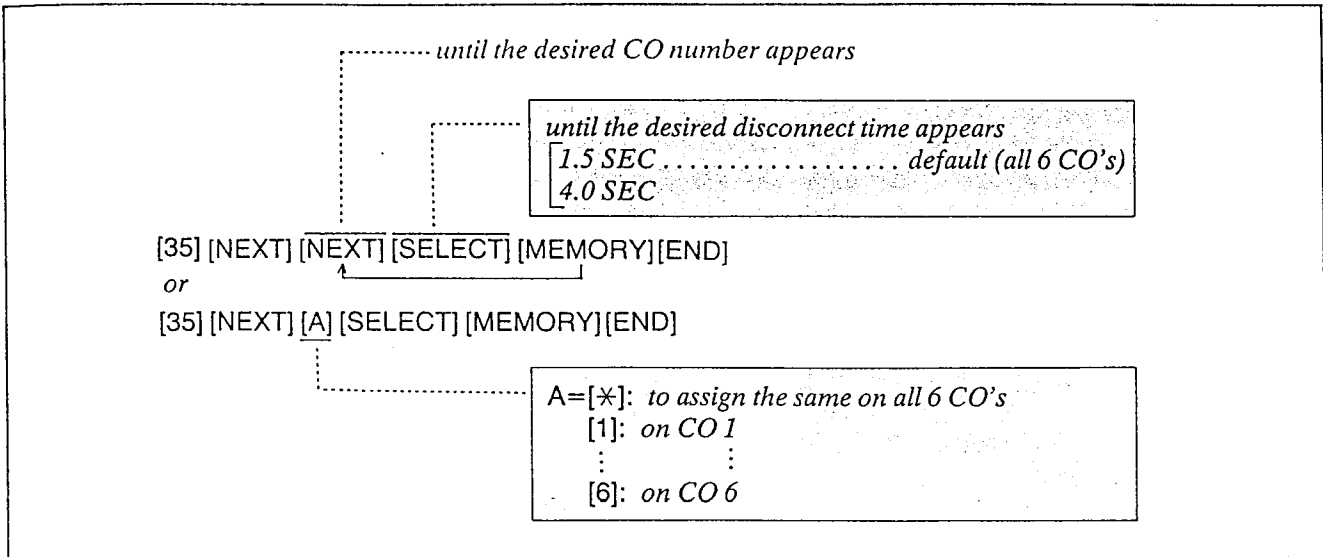 until the desired CO number appears
until the desired disconnect time appears
1.5 SEC ................... default (all 6 CO's)
4.0 SEC
[35] [NEXT] [NEXT] [SELECT] [MEMORY] [END]
or
[35] [NEXT] [A] [SELECT] [MEMORY] [END]
A=[*]: to assign the same on all 6 CO's
[1]: on CO 1
[6]: on CO 6